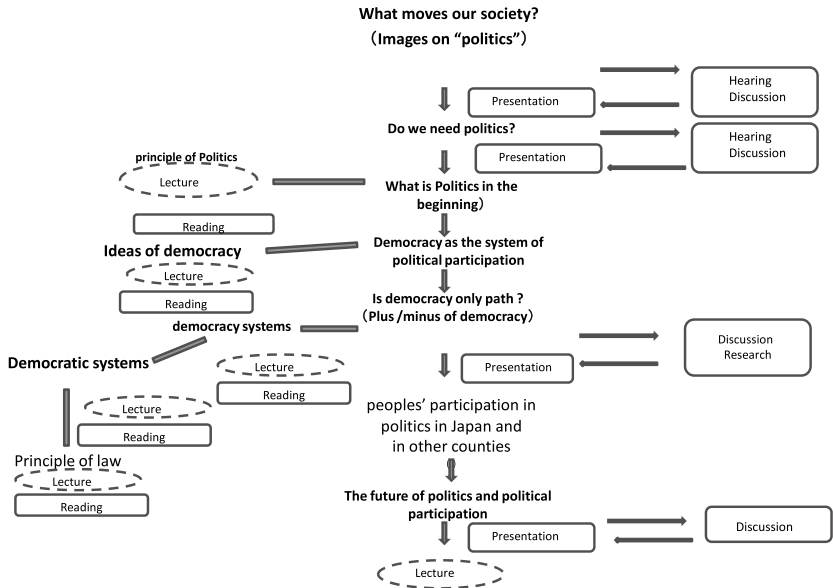 What moves our society?
（Images on “politics”）
Hearing
Discussion
Presentation
Do we need politics?
Hearing
Discussion
Presentation
principle of Politics
Lecture
What is Politics in the
beginning)
Reading
Ideas of democracy
Democracy as the system of
political participation
Lecture
Reading
Is democracy only path ?
（Plus /minus of democracy）
democracy systems
Discussion
Research
Democratic systems
Lecture
Presentation
Reading
Lecture
Reading
peoples’ participation in
politics in Japan and
in other counties
Principle of law
Lecture
Reading
The future of politics and political
participation
Presentation
Discussion
Lecture